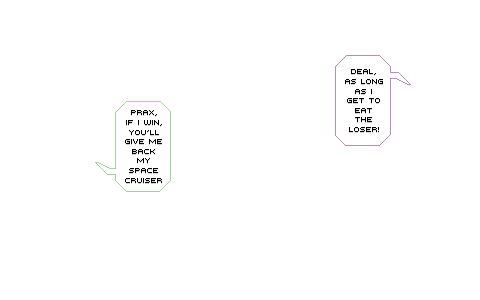 PRAX,
IF I WIN,
YOU'LL
GIVE ME
BACK
MY
SPACE
CRUISER
DEAL,
AS LONG
AS I
GET TO
EAT
THE
LOSER!